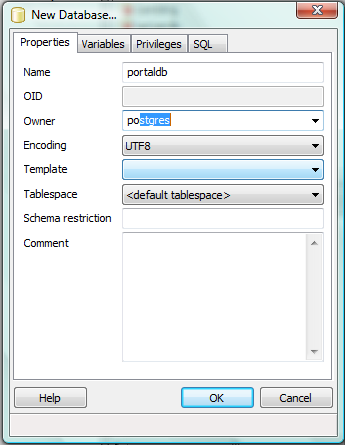 New Database...
Properties Variables Privileges SQL
Name portaldb
OID
Owner postgres
Encoding UTF8
Template
Tablespace <default tablespace>
Schema restriction
Comment
Help OK Cancel